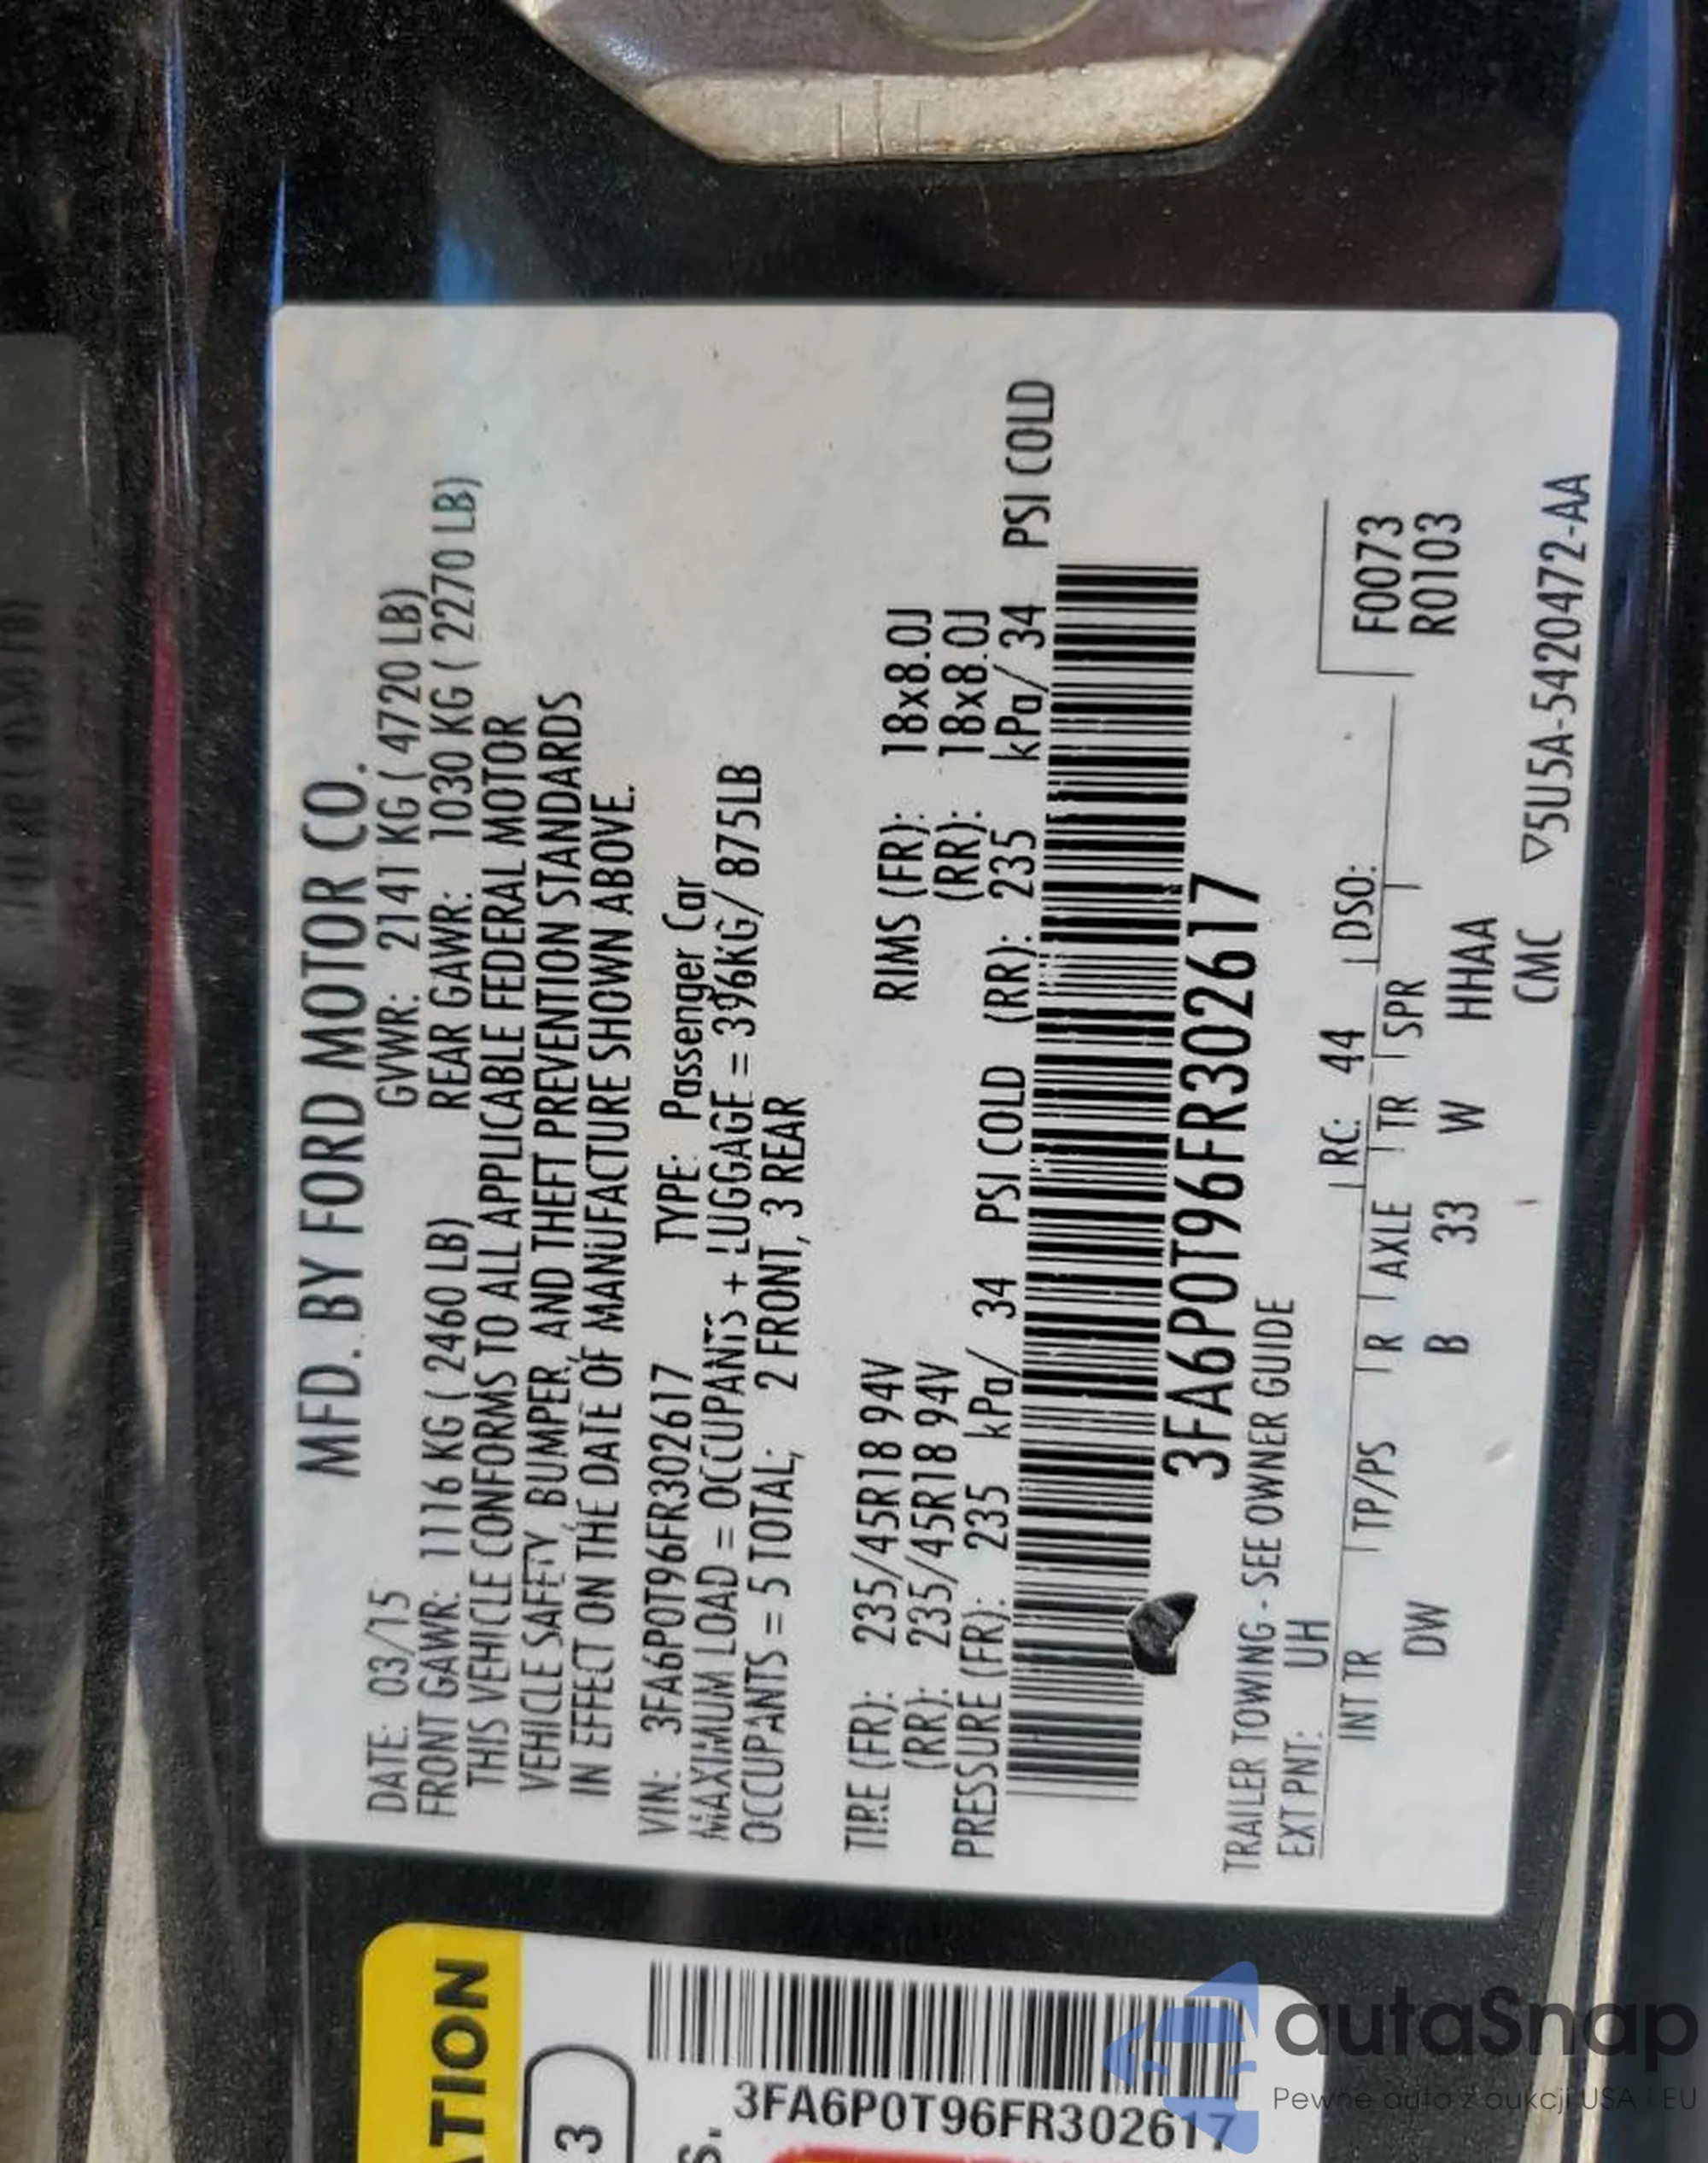 MFD. BY FORD MOTOR CO.
DATE: 03/15 GVWR: 2141 KG ( 4720 LB)
FRONT GAWR: 1116 KG ( 2460 LB) REAR GAWR: 1030 KG ( 2270 LB)
THIS VEHICLE CONFORMS TO ALL APPLICABLE FEDERAL MOTOR
VEHICLE SAFETY, BUMPER, AND THEFT PREVENTION STANDARDS
IN EFFECT ON THE DATE OF MANUFACTURE SHOWN ABOVE.
VIN: 3FA6P0T96FR302617 TYPE: Passenger Car
MAXIMUM LOAD = OCCUPANTS + LUGGAGE = 396KG/ 875LB
OCCUPANTS = 5 TOTAL; 2 FRONT, 3 REAR
TIRE (FR): 235/45R18 94V RIMS (FR): 18x8.0J
(RR): 235/45R18 94V (RR): 18x8.0J
PRESSURE (FR): 235 kPa/ 34 PSI COLD (RR): 235 kPa/ 34 PSI COLD
3FA6P0T96FR302617
TRAILER TOWING - SEE OWNER GUIDE
EXT PNT: UH RC: 44 DSO:
INT TR TP/PS R AXLE TR SPR F0073
DW B 33 W HHAA R0103
CMC ▽5U5A-5420472-AA
TION
3
S.
3FA6P0T96FR302617
autaSnap
Pewne auta z aukcji USA i EU